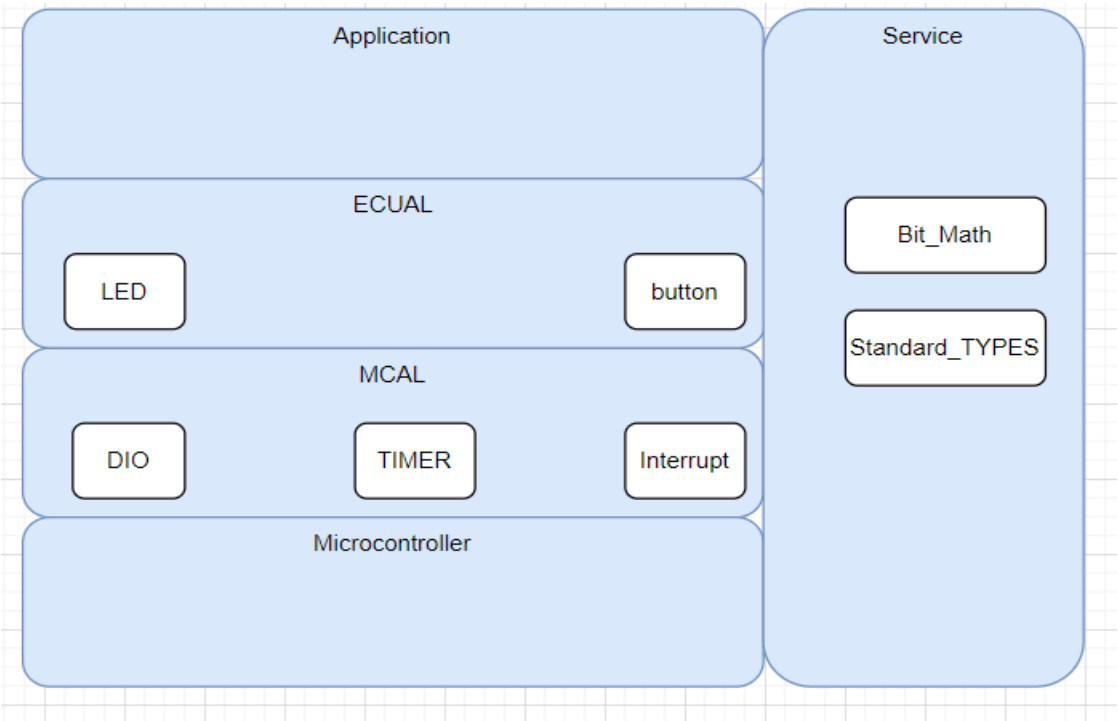 Application
Service
ECUAL
LED
button
Bit_Math
Standard_TYPES
MCAL
DIO
TIMER
Interrupt
Microcontroller